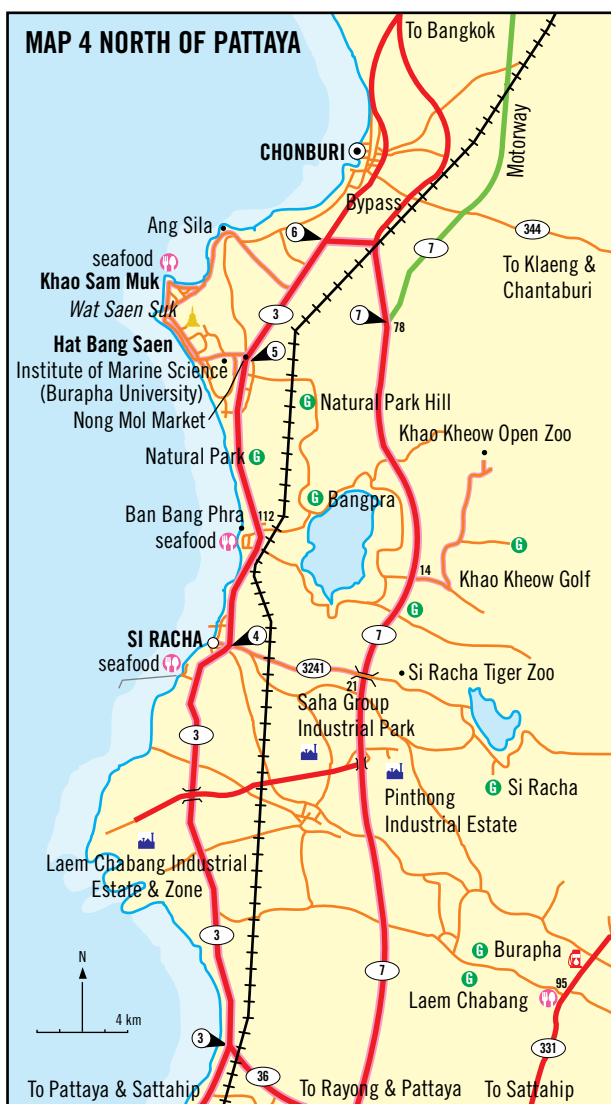 MAP 4 NORTH OF PATTAYA
To Bangkok
Motorway
CHONBURI
Bypass
Ang Sila
6
344
7
seafood
To Klaeng &
Chantaburi
Khao Sam Muk
Wat Saen Suk
3
7
78
Hat Bang Saen
5
Institute of Marine Science
(Burapha University)
Nong Mol Market
G
Natural Park Hill
Khao Kheow Open Zoo
Natural Park
G
G
Bangpra
Ban Bang Phra
112
seafood
G
14
Khao Kheow Golf
G
SI RACHA
4
7
seafood
3241
Si Racha Tiger Zoo
21
Saha Group
Industrial Park
3
Pinthong
Industrial Estate
G
Si Racha
Laem Chabang Industrial
Estate & Zone
3
G
Burapha
7
G
Laem Chabang
95
N
4 km
3
331
36
To Pattaya & Sattahip
To Rayong & Pattaya
To Sattahip